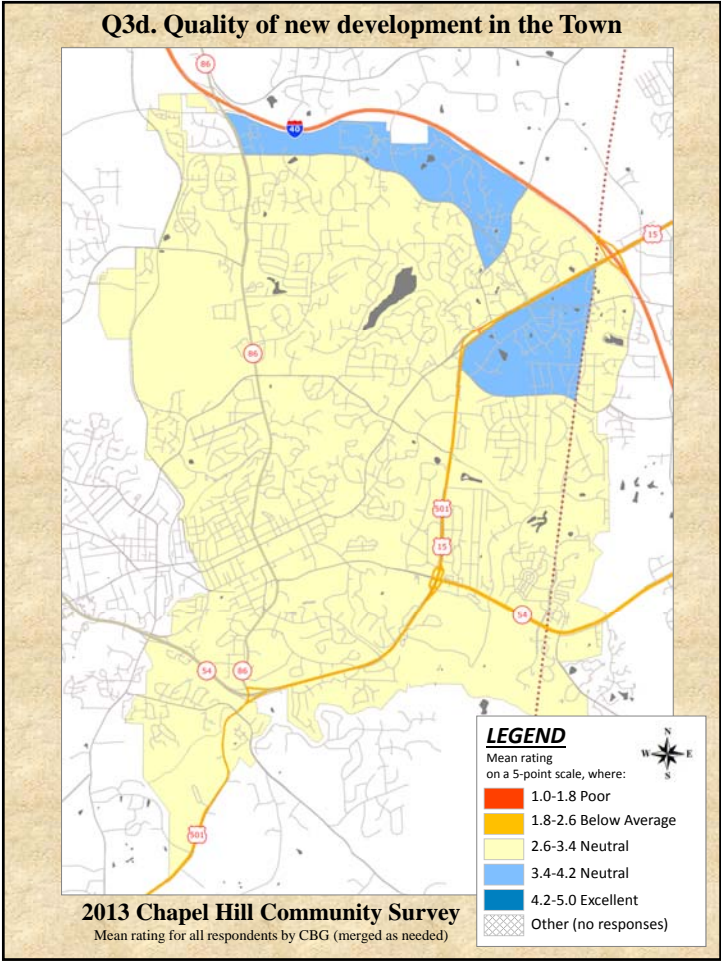 Q3d. Quality of new development in the Town
86
40
15
86
501
15
54
54
86
501
LEGEND
Mean rating
on a 5-point scale, where:
N
W E
S
1.0-1.8 Poor
1.8-2.6 Below Average
2.6-3.4 Neutral
3.4-4.2 Neutral
4.2-5.0 Excellent
Other (no responses)
2013 Chapel Hill Community Survey
Mean rating for all respondents by CBG (merged as needed)